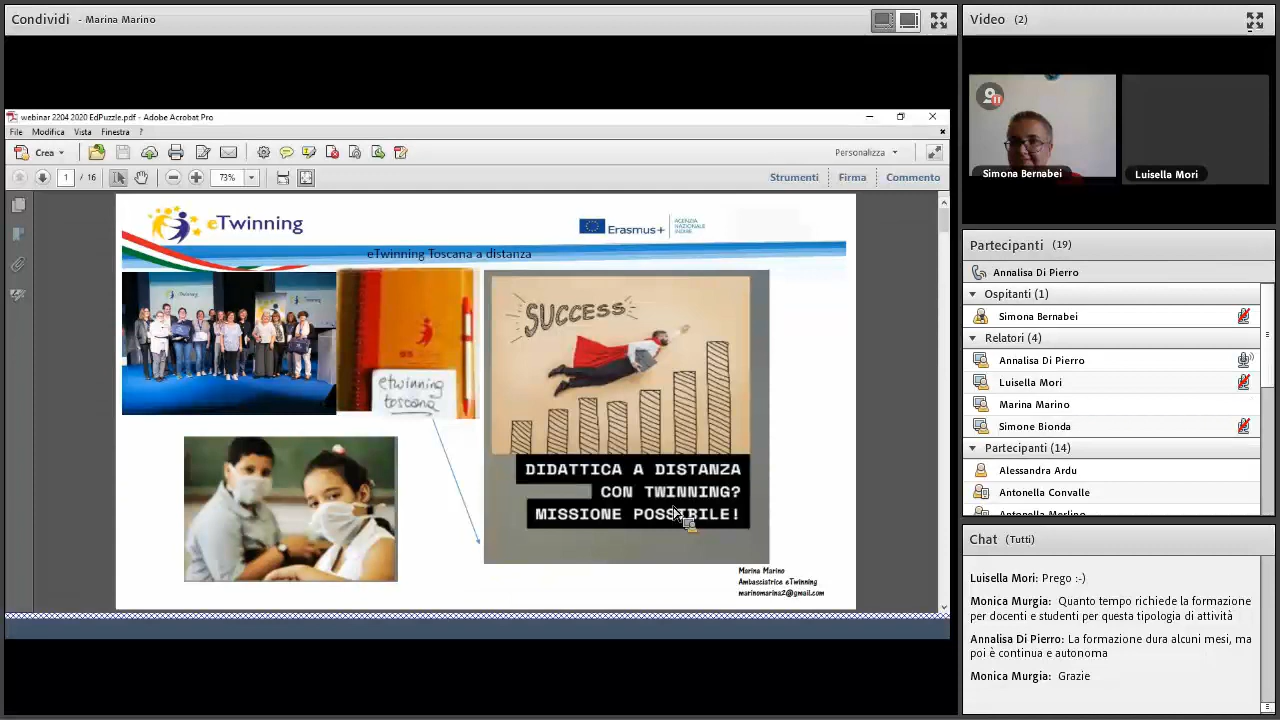 Condividi - Marina Marino
webinar 2204 2020 EdPuzzle.pdf - Adobe Acrobat Pro
File Modifica Vista Finestra ?
Crea
Personalizza
1 / 16
73%
Strumenti Firma Commento
eTwinning
Erasmus+
AGENZIA
NAZIONALE
INDIRE
eTwinning Toscana a distanza
etwinning
toscana
SUCCESS
DIDATTICA A DISTANZA
CON TWINNING?
MISSIONE POSSIBILE!
Marina Marino
Ambasciatrice eTwinning
marinomarina2@gmail.com
Video (2)
Simona Bernabei
Luisella Mori
Partecipanti (19)
Annalisa Di Pierro
Ospitanti (1)
Simona Bernabei
Relatori (4)
Annalisa Di Pierro
Luisella Mori
Marina Marino
Simone Bionda
Partecipanti (14)
Alessandra Ardu
Antonella Convalle
Antonella Merlino
Chat (Tutti)
Luisella Mori: Prego :-)
Monica Murgia: Quanto tempo richiede la formazione
per docenti e studenti per questa tipologia di attività
Annalisa Di Pierro: La formazione dura alcuni mesi, ma
poi è continua e autonoma
Monica Murgia: Grazie